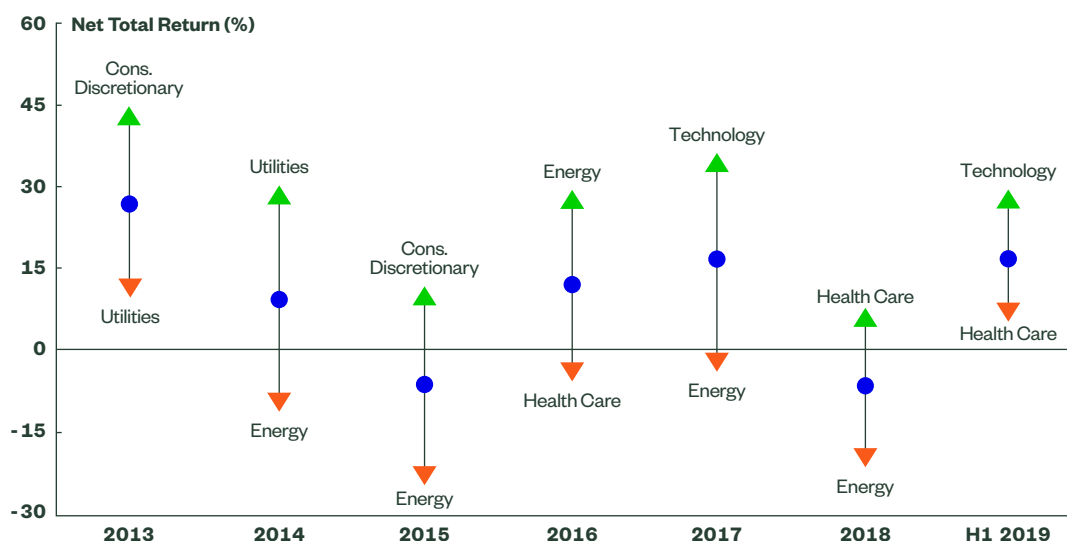 Net Total Return (%)
60
45
30
15
0
-15
-30
Cons.
Discretionary
Utilities
Utilities
Energy
Cons.
Discretionary
Energy
Energy
Health Care
Technology
Energy
Health Care
Energy
Technology
Health Care
2013
2014
2015
2016
2017
2018
H1 2019